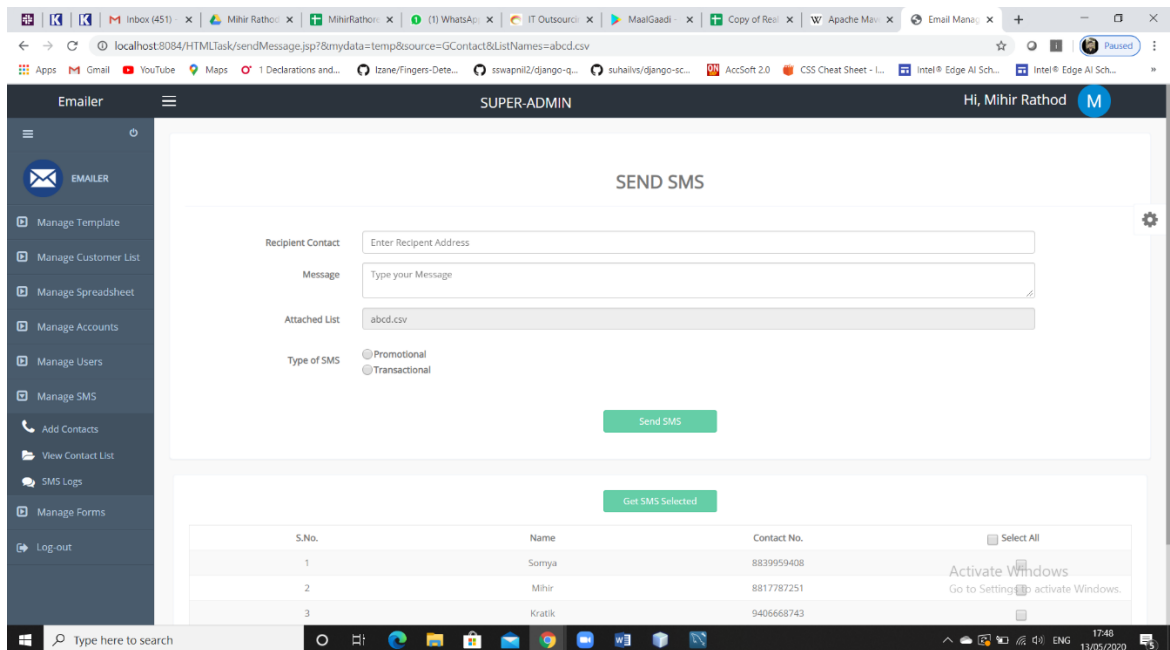 M Inbox (451) - x Mihir Rathod x MihirRathore x (1) WhatsAp x IT Outsourci x MaalGaadi - x Copy of Real x W Apache Mav x Email Manag x +
localhost:8084/HTMLTask/sendMessage.jsp?&mydata=temp&source=GContact&ListNames=abcd.csv Paused
Apps Gmail YouTube Maps 1 Declarations and... Izane/Fingers-Dete... sswapnil2/django-q... suhailvs/django-sc... AccSoft 2.0 CSS Cheat Sheet - I... Intel® Edge AI Sch... Intel® Edge AI Sch... »
Emailer SUPER-ADMIN Hi, Mihir Rathod M
EMAILER
SEND SMS
Manage Template
Recipient Contact Enter Recipent Address
Manage Customer List
Message Type your Message
Manage Spreadsheet
Attached List abcd.csv
Manage Accounts
Type of SMS Promotional
Transactional
Manage Users
Manage SMS
Send SMS
Add Contacts
View Contact List
SMS Logs
Get SMS Selected
Manage Forms
S.No. Name Contact No. Select All
Log-out
1 Somya 8839959408
2 Mihir 8817787251
3 Kratik 9406668743
Activate Windows
Go to Settings to activate Windows.
Type here to search ENG 17:48
13/05/2020 5